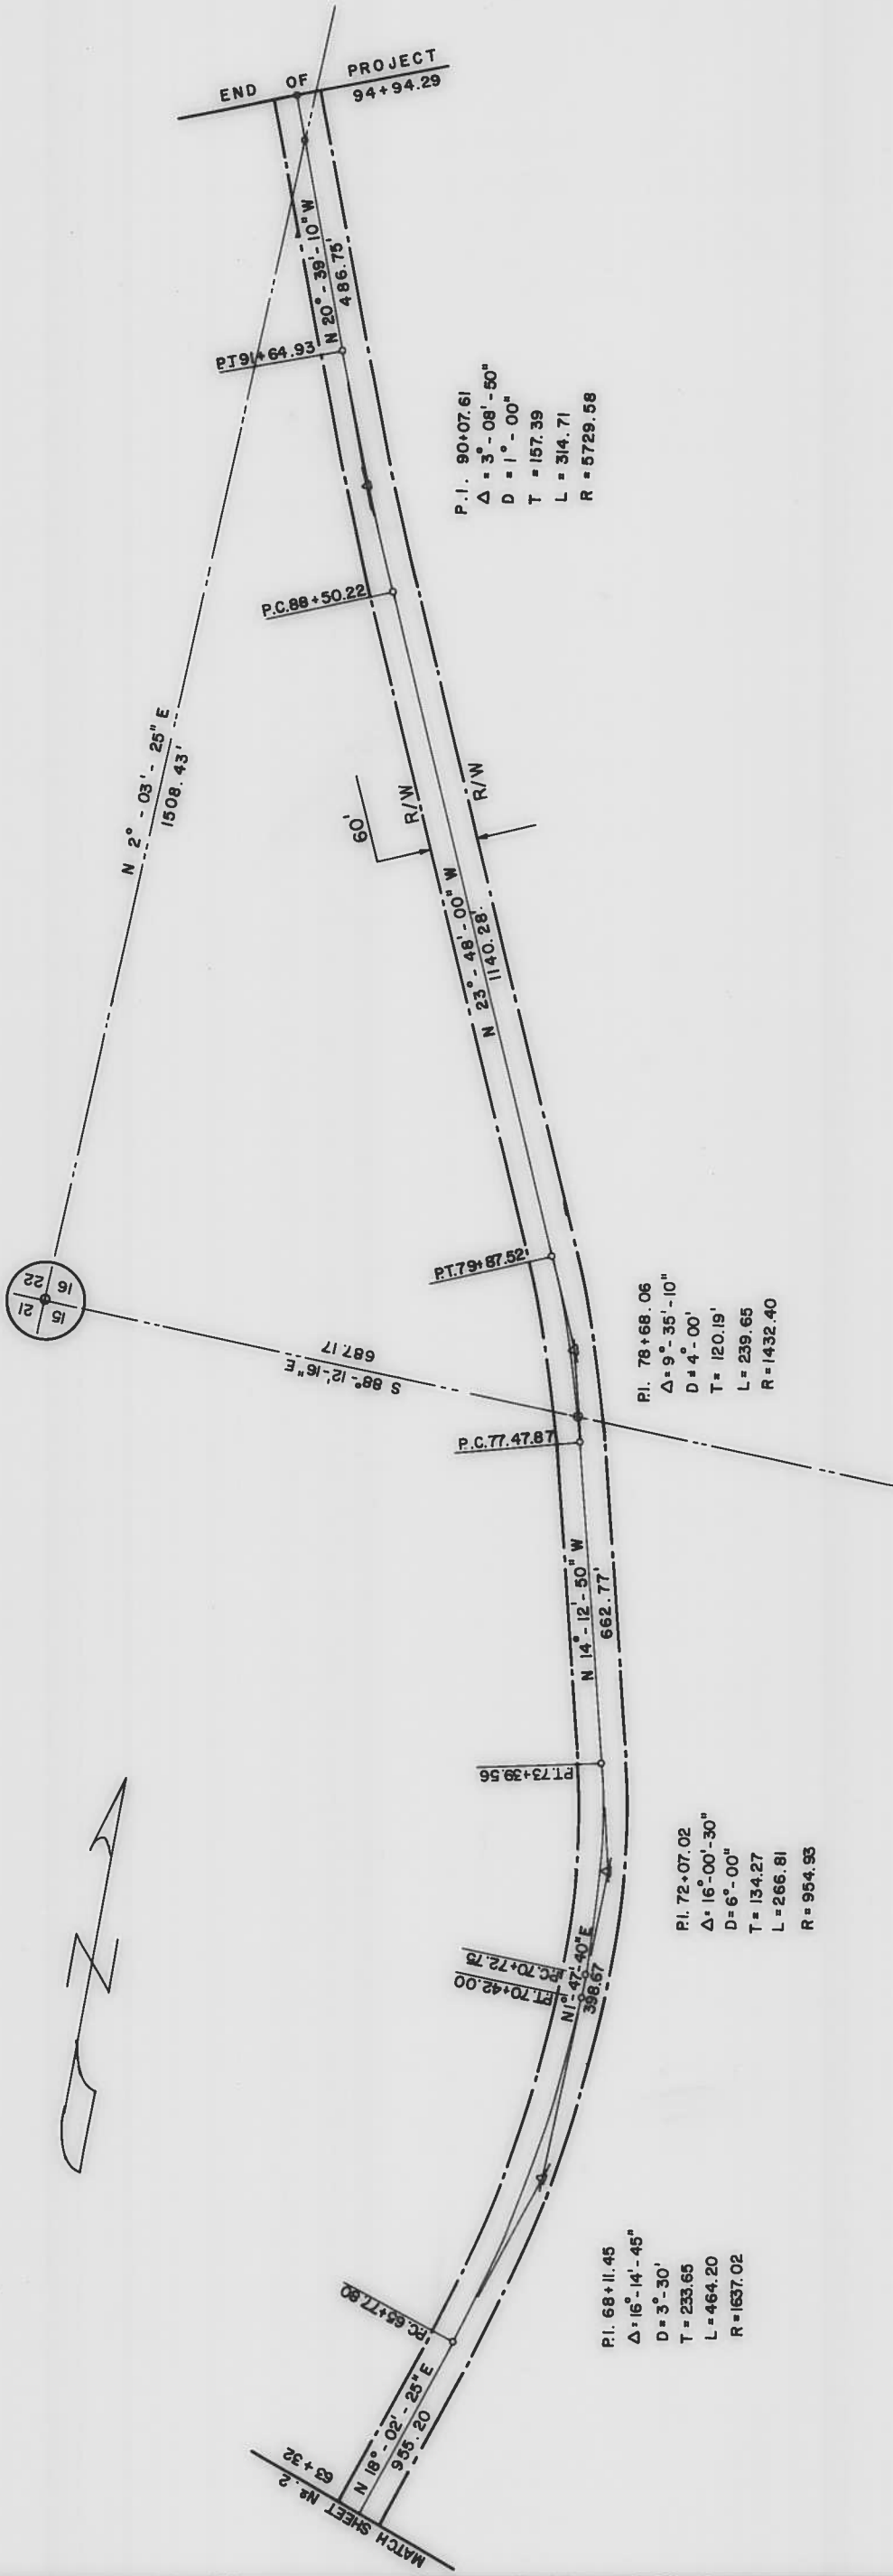 END OF PROJECT
94+94.29
N 20° - 39' - 10" W
486.75'
P.T 91+64.93
P.I. 90+07.61
Δ = 3° - 08' - 50"
D = 1° - 00"
T = 157.39
L = 314.71
R = 5729.58
P.C. 88+50.22
N 2° - 03' - 25" E
1508.43'
60'
R/W
R/W
N 23° - 48' - 00" W
1140.28'
21 22
15 16
P.T. 79+87.52'
S 88° - 12' - 16" E
687.17
P.I. 78+68.06
Δ = 9° - 35' - 10"
D = 4° - 00'
T = 120.19'
L = 239.65
R = 1432.40
P.C. 77.47.87
N 14° - 12' - 50" W
662.77'
P.T. 73+39.56
P.I. 72+07.02
Δ = 16° - 00' - 30"
D = 6° - 00"
T = 134.27
L = 266.81
R = 954.93
P.C. 70+72.75
P.T. 70+42.00
N 1° - 47' - 40" E
398.67
P.I. 68+11.45
Δ = 16° - 14' - 45"
D = 3° - 30'
T = 233.65
L = 464.20
R = 1637.02
P.C. 65+77.80
N 18° - 02' - 25" E
955.20
63+32
MATCH SHEET No. 2